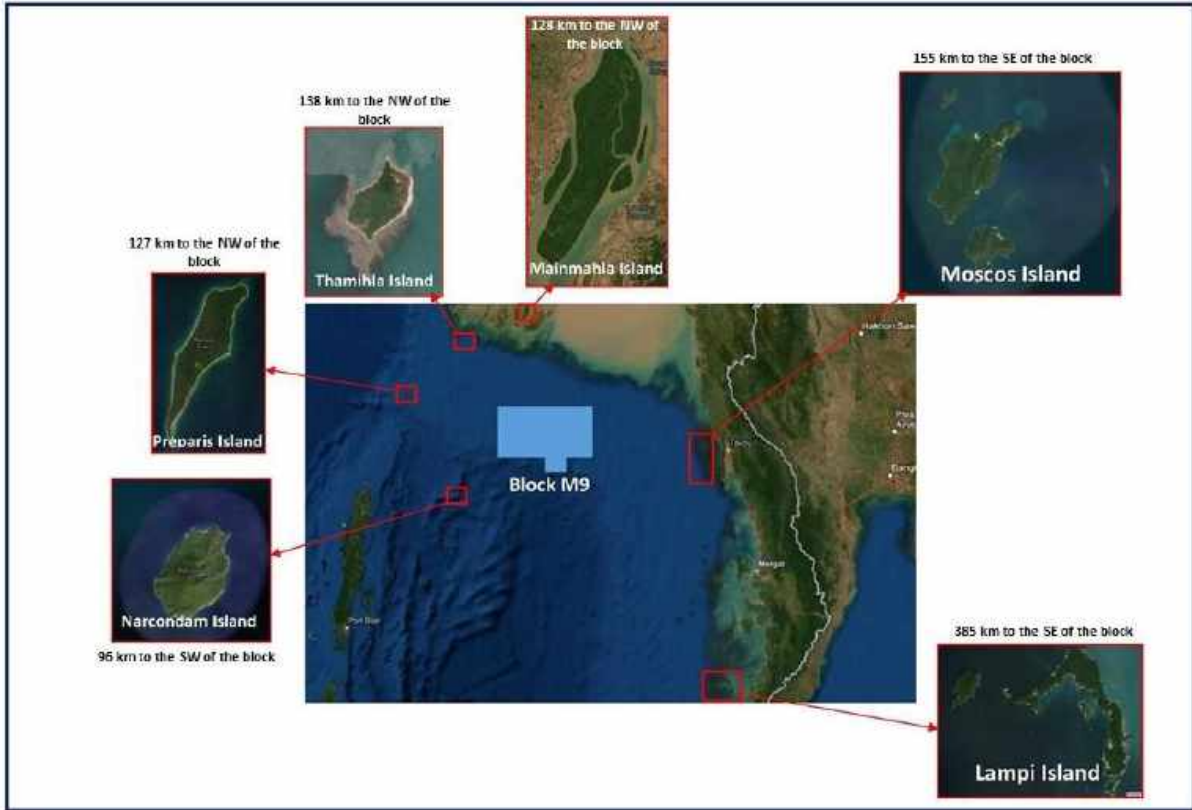 128 km to the NW of
the block
155 km to the SE of the block
138 km to the NW of the
block
127 km to the NW of the
block
Thamihla Island
Mainmahla Island
Moscos Island
Preparis Island
Block M9
Narcondam Island
96 km to the SW of the block
385 km to the SE of the block
Lampi Island